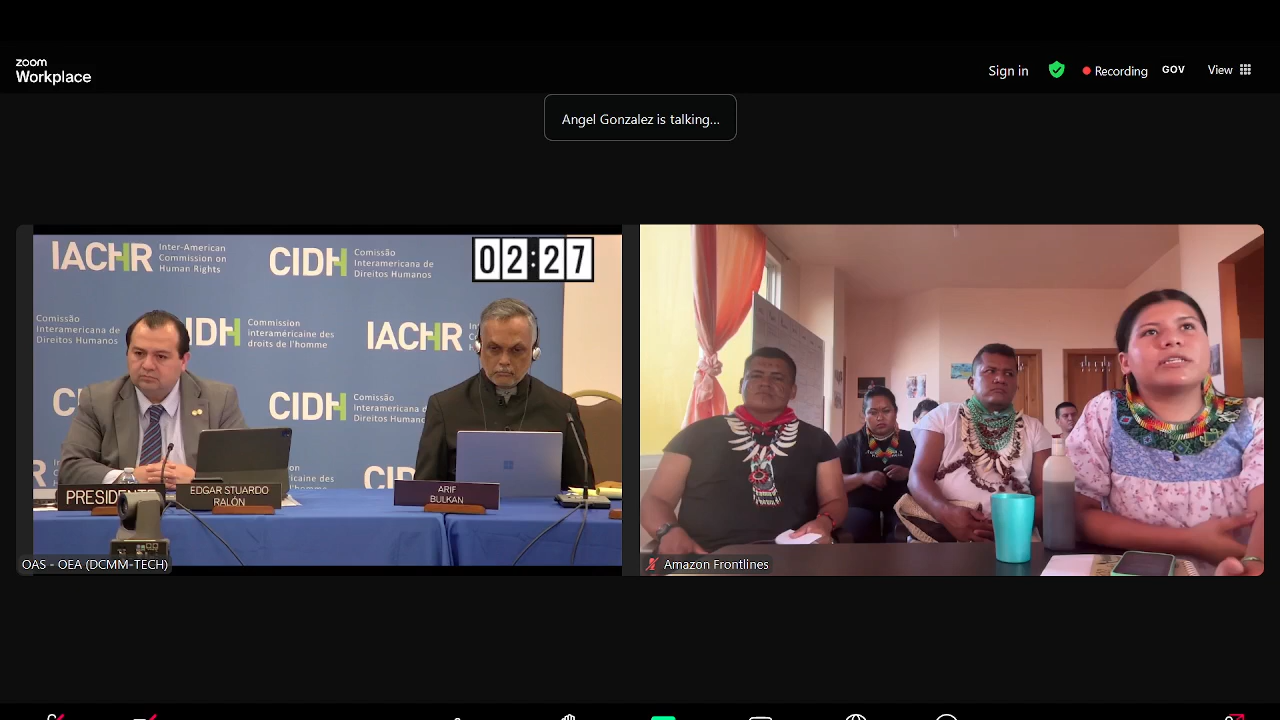 zoom
Workplace
Sign in
Recording
GOV
View
Angel Gonzalez is talking...
IACHR
Inter-American
Commission on
Human Rights
CIDH
Comissão
Interamericana de
Direitos Humanos
02:27
Comissão
Interamericana de
Direitos Humanos
IDH
Commission
interaméricaine des
droits de l'homme
IACHR
CIDH
Comissão
Interamericana de
Direitos Humanos
PRESIDENTE
EDGAR STUARDO
RALÓN
ARIF
BULKAN
OAS - OEA (DCMM-TECH)
Amazon Frontlines